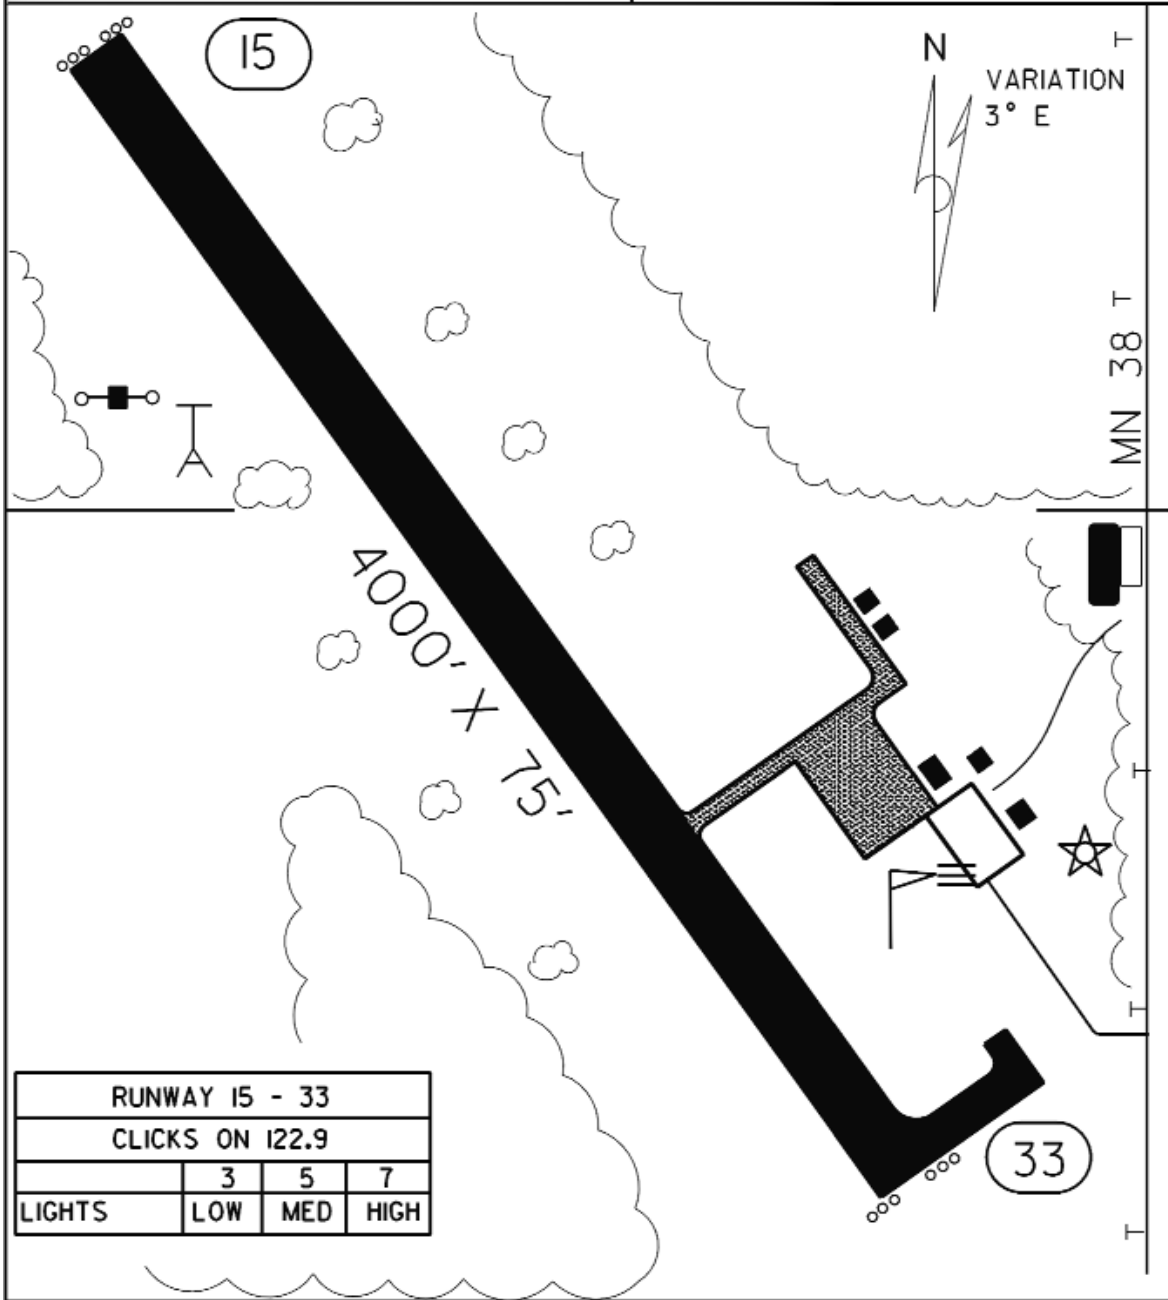 15
N
VARIATION
3° E
MN 38
4000' X 75'
RUNWAY 15 - 33
CLICKS ON 122.9
3 5 7
LIGHTS LOW MED HIGH
33